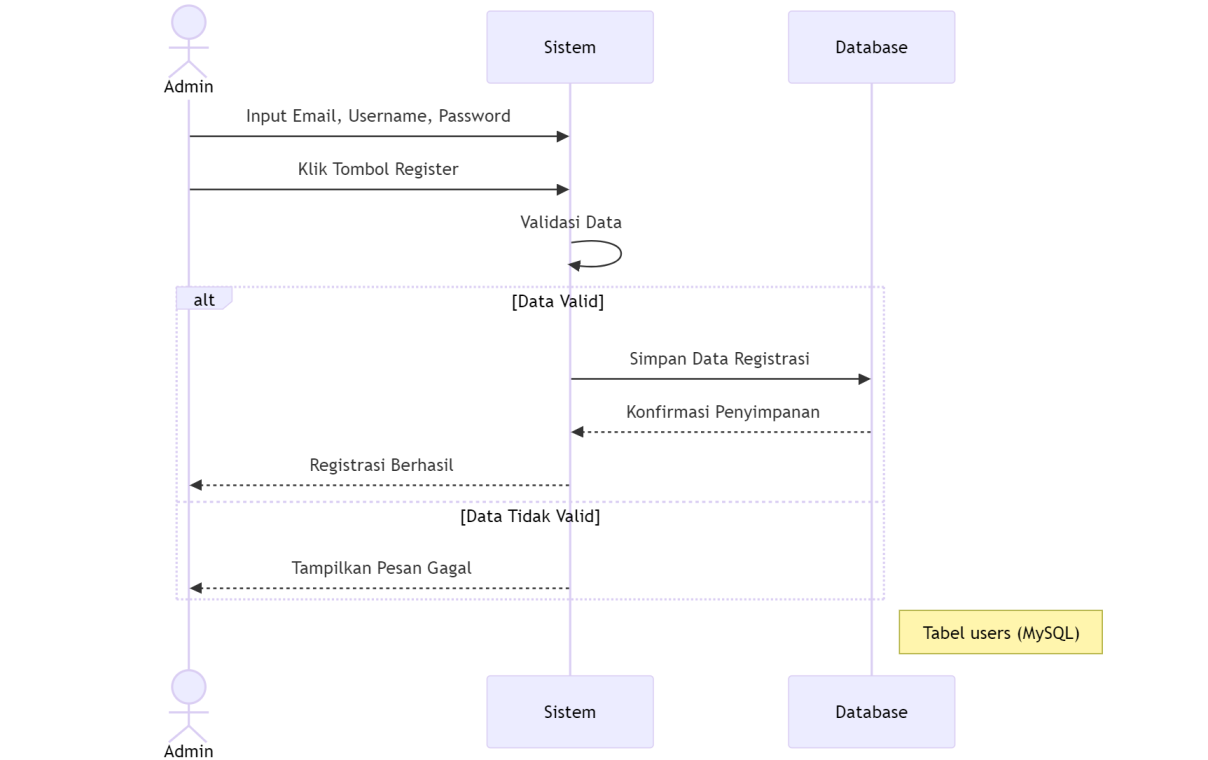 Sistem
Database
Admin
Input Email, Username, Password
Klik Tombol Register
Validasi Data
alt
[Data Valid]
Simpan Data Registrasi
Konfirmasi Penyimpanan
Registrasi Berhasil
[Data Tidak Valid]
Tampilkan Pesan Gagal
Tabel users (MySQL)
Sistem
Database
Admin